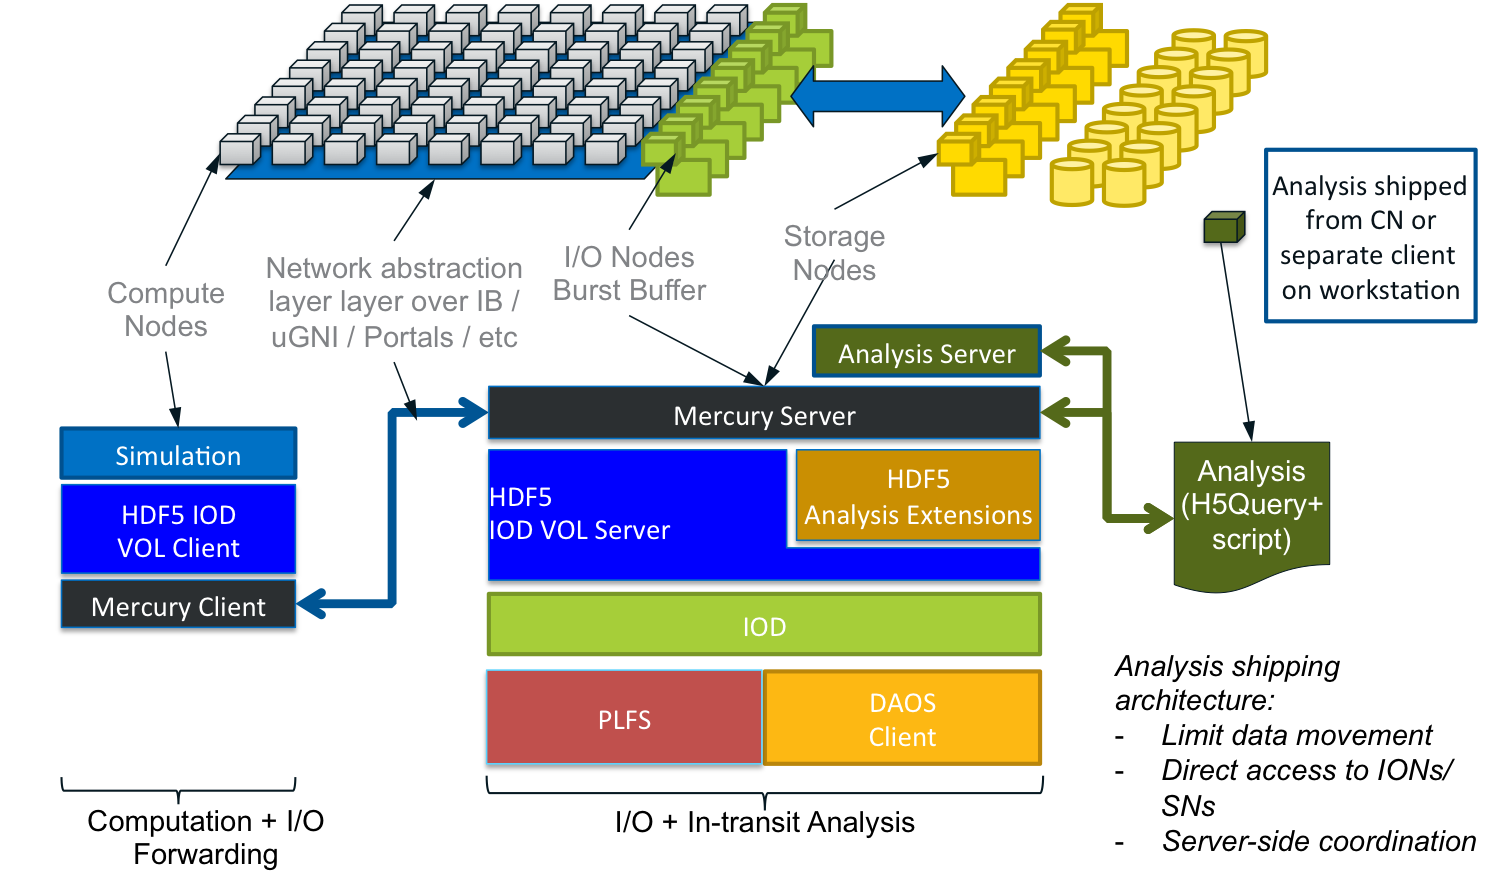 Compute
Nodes
Network abstraction
layer layer over IB /
uGNI / Portals / etc
I/O Nodes
Burst Buffer
Storage
Nodes
Analysis shipped
from CN or
separate client
on workstation
Simulation
HDF5 IOD
VOL Client
Mercury Client
Analysis Server
Mercury Server
HDF5
IOD VOL Server
HDF5
Analysis Extensions
IOD
PLFS
DAOS
Client
Analysis
(H5Query+
script)
Computation + I/O
Forwarding
I/O + In-transit Analysis
Analysis shipping
architecture:
- Limit data movement
- Direct access to IONs/
SNs
- Server-side coordination